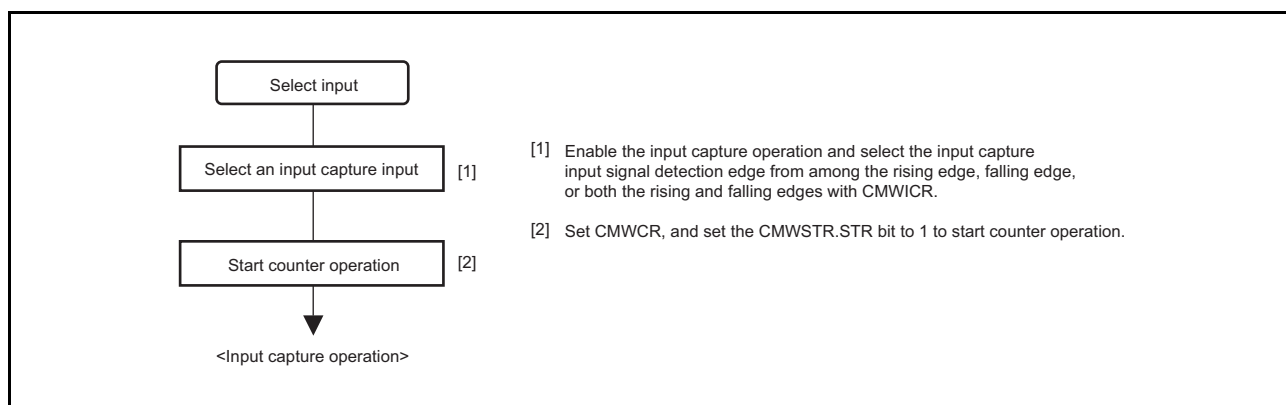 Select input
Select an input capture input
[1]
Start counter operation
[2]
<Input capture operation>
[1] Enable the input capture operation and select the input capture
input signal detection edge from among the rising edge, falling edge,
or both the rising and falling edges with CMWICR.
[2] Set CMWCR, and set the CMWSTR.STR bit to 1 to start counter operation.